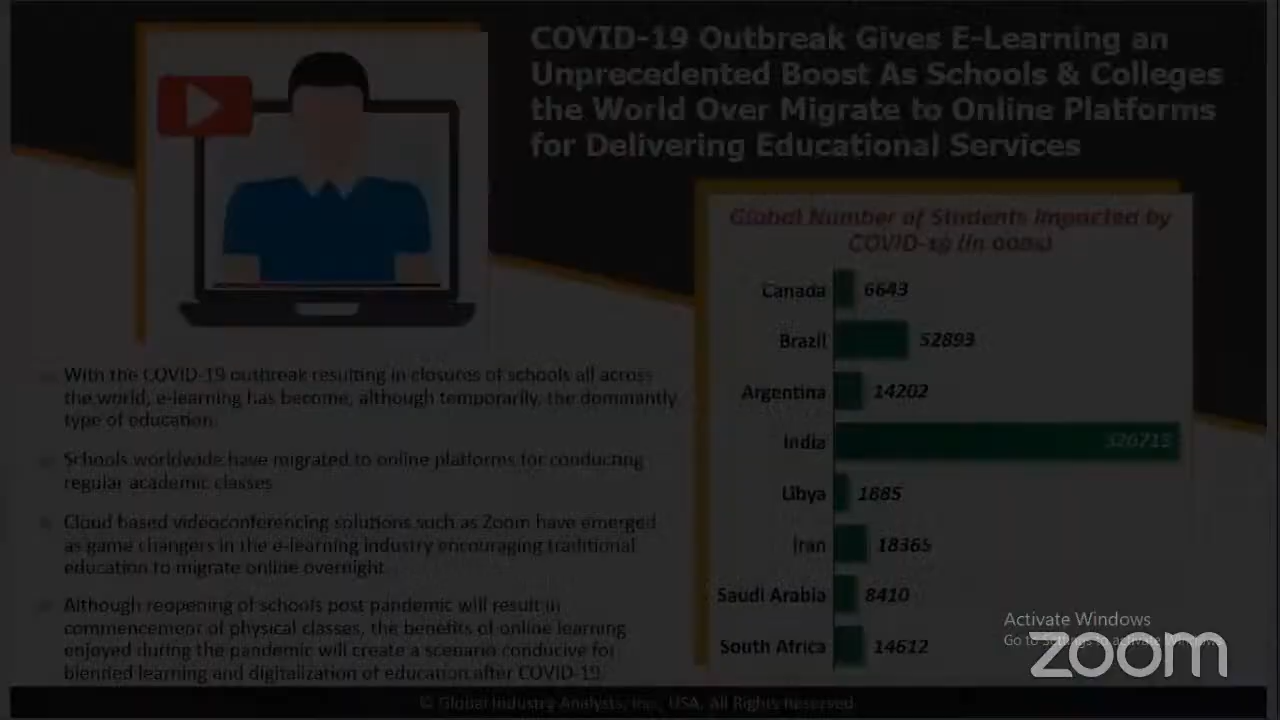 COVID-19 Outbreak Gives E-Learning an
Unprecedented Boost As Schools & Colleges
the World Over Migrate to Online Platforms
for Delivering Educational Services
Global Number of Students Impacted by
COVID-19 (in 000s)
Canada 6643
Brazil 52893
Argentina 14202
India
Libya 1885
Iran 18365
Saudi Arabia 8410
South Africa 14612
With the COVID-19 outbreak resulting in closures of schools all across
the world, e-learning has become, although temporarily, the dominantly
type of education.
Schools worldwide have migrated to online platforms for conducting
regular academic classes
Cloud based videoconferencing solutions such as Zoom have emerged
as game changers in the e-learning industry encouraging traditional
education to migrate online overnight
Although reopening of schools post pandemic will result in
commencement of physical classes, the benefits of online learning
enjoyed during the pandemic will create a scenario conducive for
blended learning and digitalization of education after COVID-19.
Activate Windows
Go to Settings to activate Windows.
zoom
© Global Industry Analysts, Inc., USA, All Rights Reserved